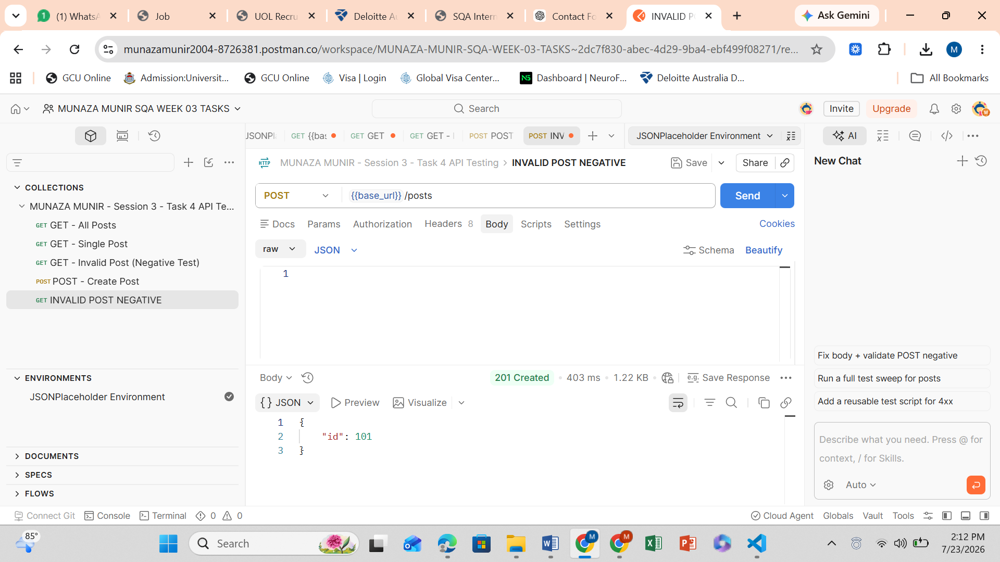 (1) WhatsA
Job
UOL Recru
Deloitte Au
SQA Intern
Contact Fo
INVALID P
Ask Gemini
munazamunir2004-8726381.postman.co/workspace/MUNAZA-MUNIR-SQA-WEEK-03-TASKS~2dc7f830-abec-4d29-9ba4-ebf499f08271/re...
M
GCU Online
Admission:Universit...
GCU Online
Visa | Login
Global Visa Center...
N5 Dashboard | NeuroF...
Deloitte Australia D...
All Bookmarks
MUNAZA MUNIR SQA WEEK 03 TASKS
Search
Invite
Upgrade
M
JSONPl
GET {{bas
GET GET
GET GET - I
POST POST
POST INV
JSONPlaceholder Environment
AI
MUNAZA MUNIR - Session 3 - Task 4 API Testing > INVALID POST NEGATIVE
HTTP
Save
Share
New Chat
COLLECTIONS
MUNAZA MUNIR - Session 3 - Task 4 API Te...
GET GET - All Posts
GET GET - Single Post
GET GET - Invalid Post (Negative Test)
POST POST - Create Post
GET INVALID POST NEGATIVE
POST
{{base_url}} /posts
Send
Docs
Params
Authorization
Headers 8
Body
Scripts
Settings
Cookies
raw
JSON
Schema
Beautify
1
ENVIRONMENTS
JSONPlaceholder Environment
DOCUMENTS
SPECS
FLOWS
Body
201 Created
403 ms
1.22 KB
e.g. Save Response
{} JSON
Preview
Visualize
1 {
2 "id": 101
3 }
Fix body + validate POST negative
Run a full test sweep for posts
Add a reusable test script for 4xx
Describe what you need. Press @ for
context, / for Skills.
Auto
Connect Git
Console
Terminal
0
0
Cloud Agent
Globals
Vault
Tools
85°
Search
M
M
2:12 PM
7/23/2026